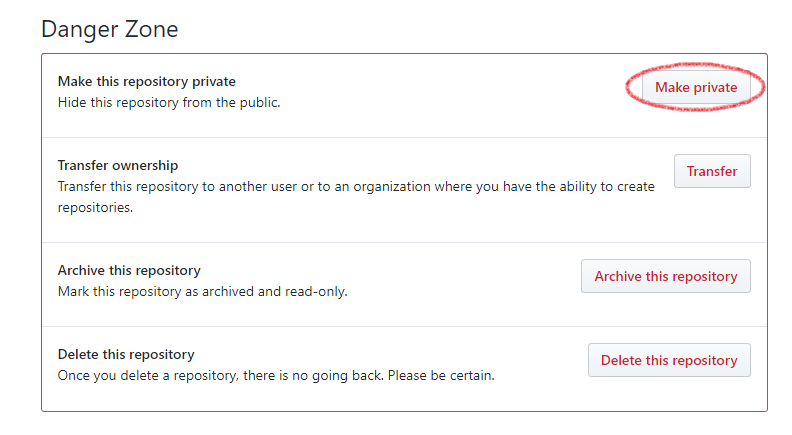 Danger Zone
Make this repository private
Hide this repository from the public.
Make private
Transfer ownership
Transfer this repository to another user or to an organization where you have the ability to create
repositories.
Transfer
Archive this repository
Mark this repository as archived and read-only.
Archive this repository
Delete this repository
Once you delete a repository, there is no going back. Please be certain.
Delete this repository